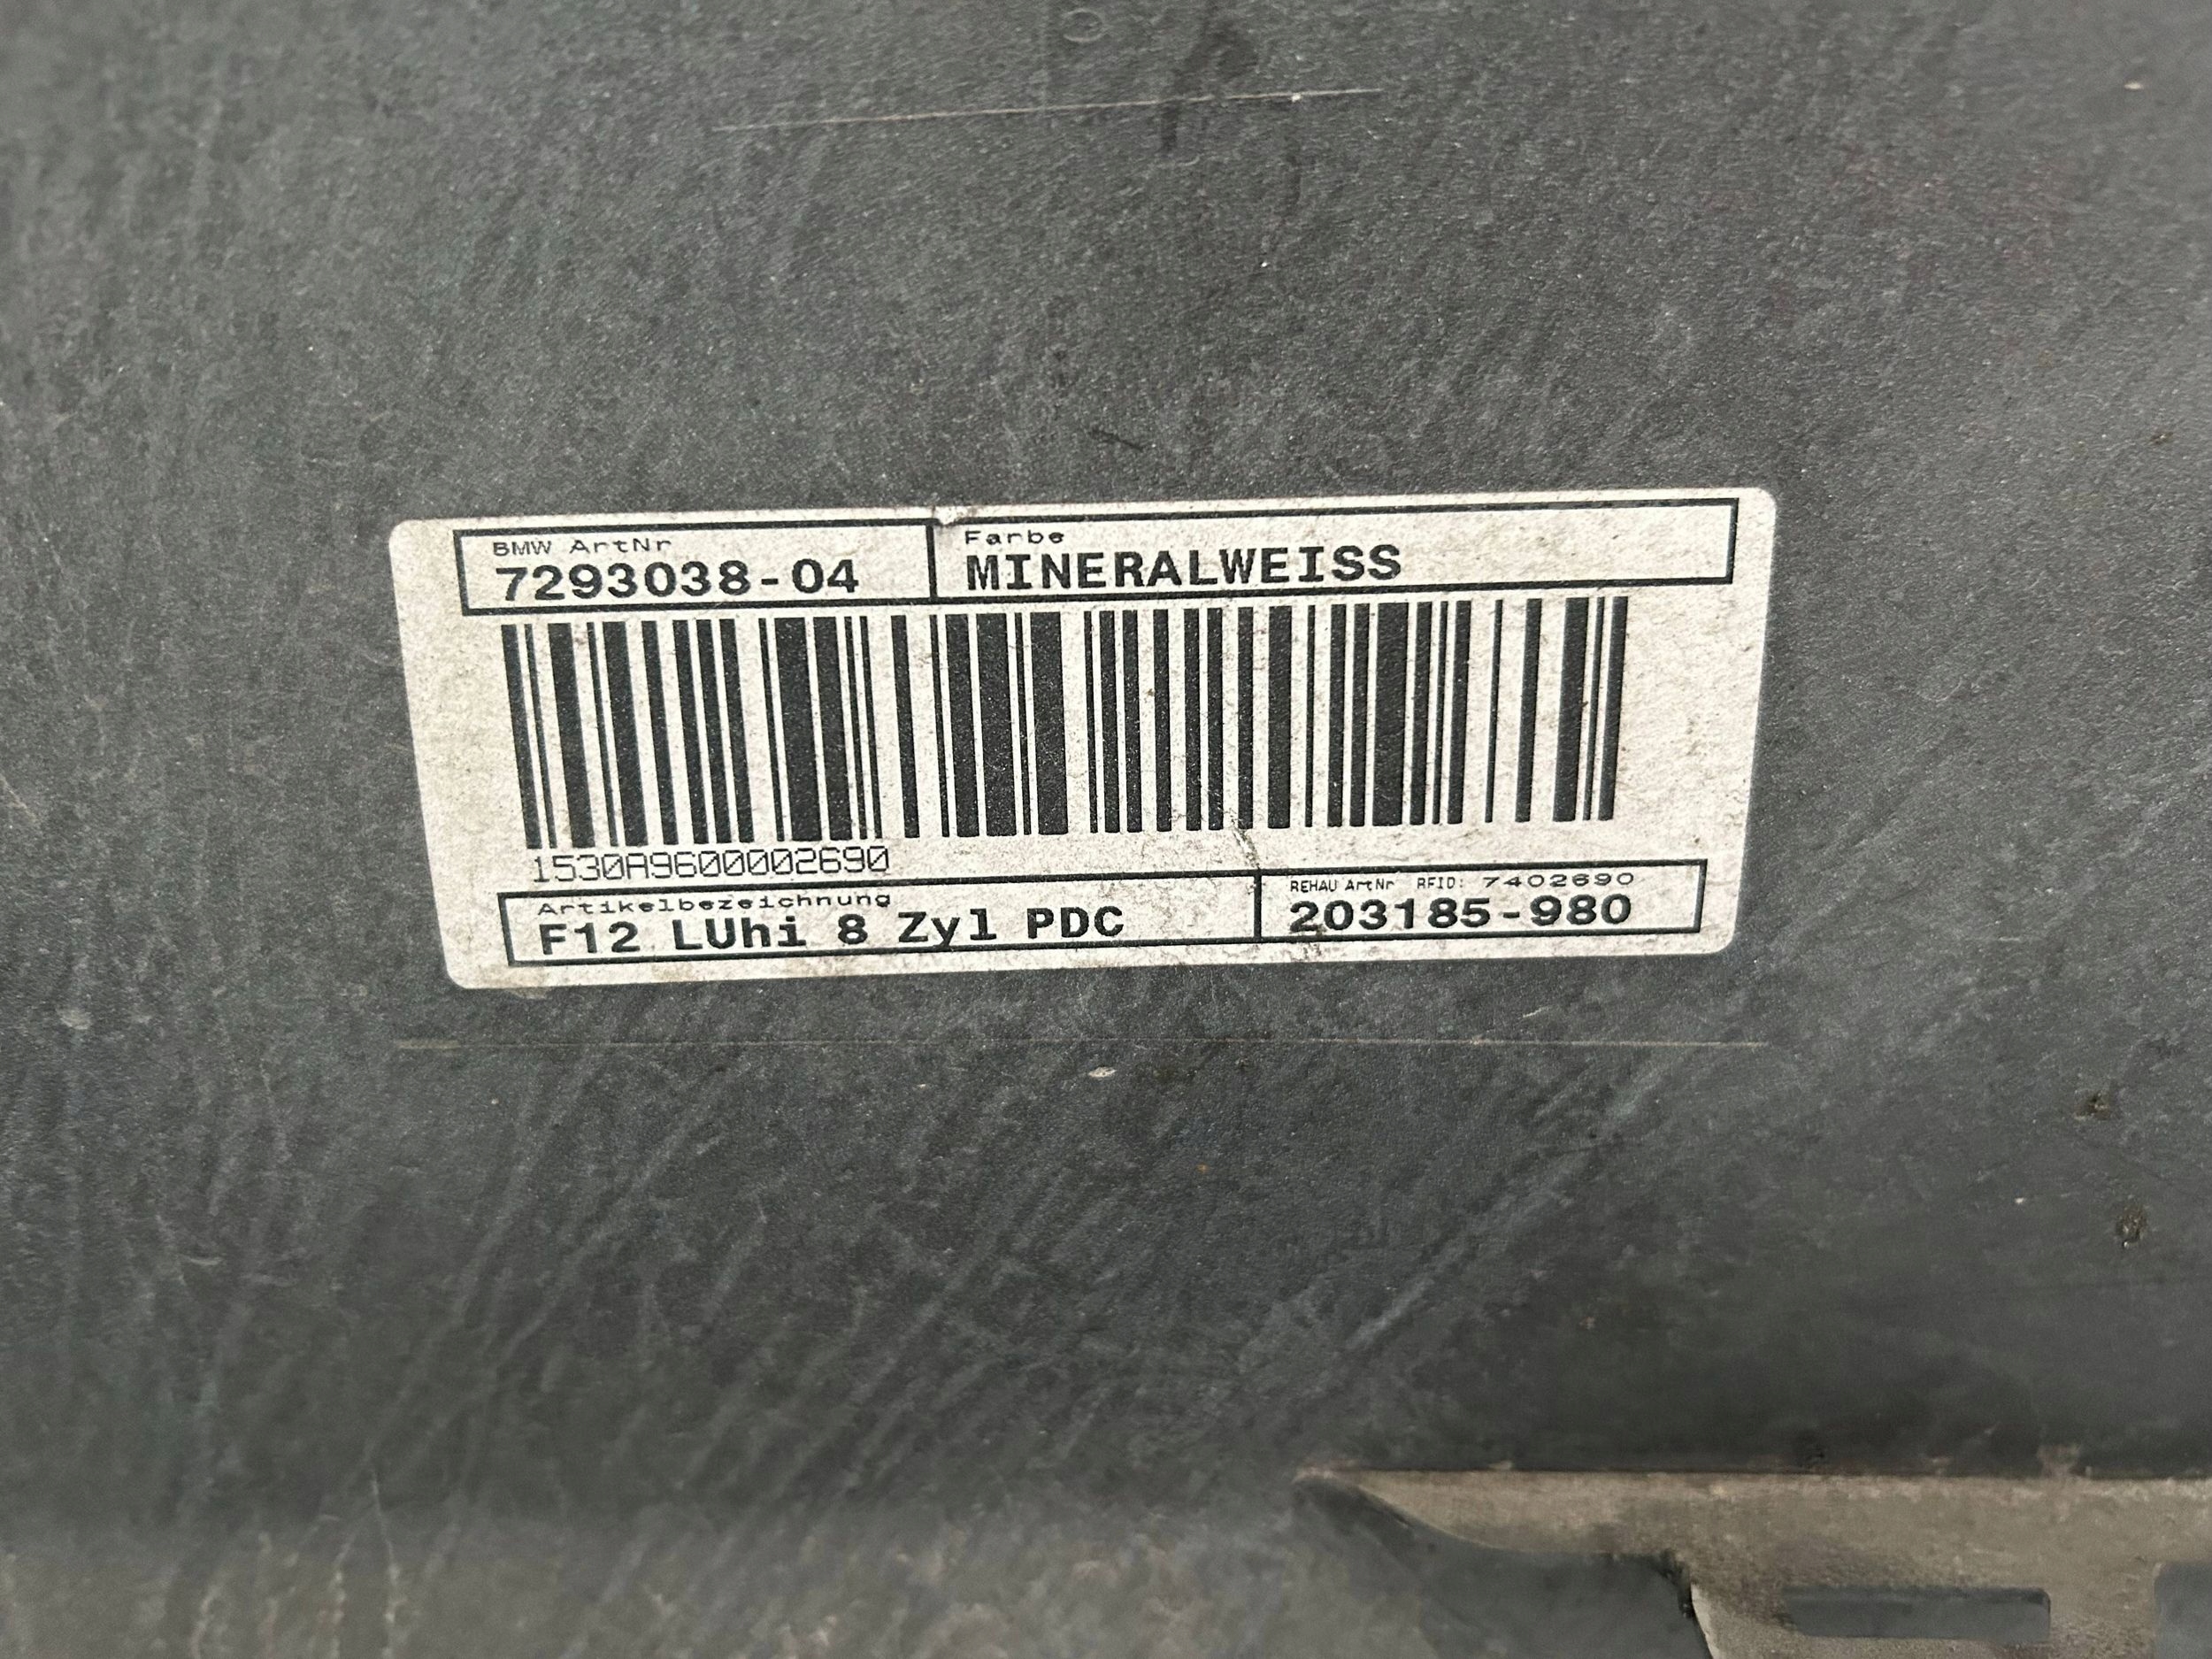 BMW ArtNr
7293038-04
Farbe
MINERALWEISS
1530A9600002690
Artikelbezeichnung
F12 LUhi 8 Zyl PDC
REHAU ArtNr RFID: 7402690
203185-980